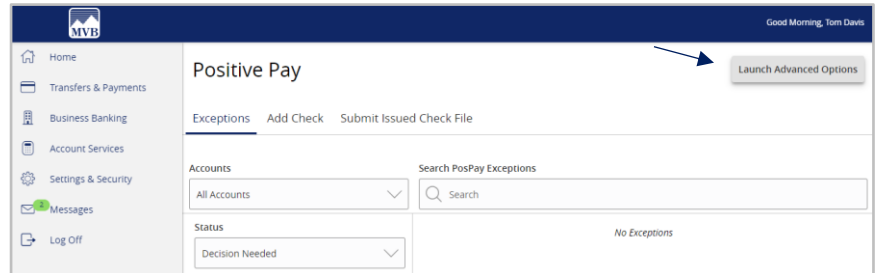 MVB
Good Morning, Tom Davis
Home
Transfers & Payments
Business Banking
Account Services
Settings & Security
2
Messages
Log Off
Positive Pay
Launch Advanced Options
Exceptions Add Check Submit Issued Check File
Accounts
All Accounts
Search PosPay Exceptions
Search
Status
Decision Needed
No Exceptions